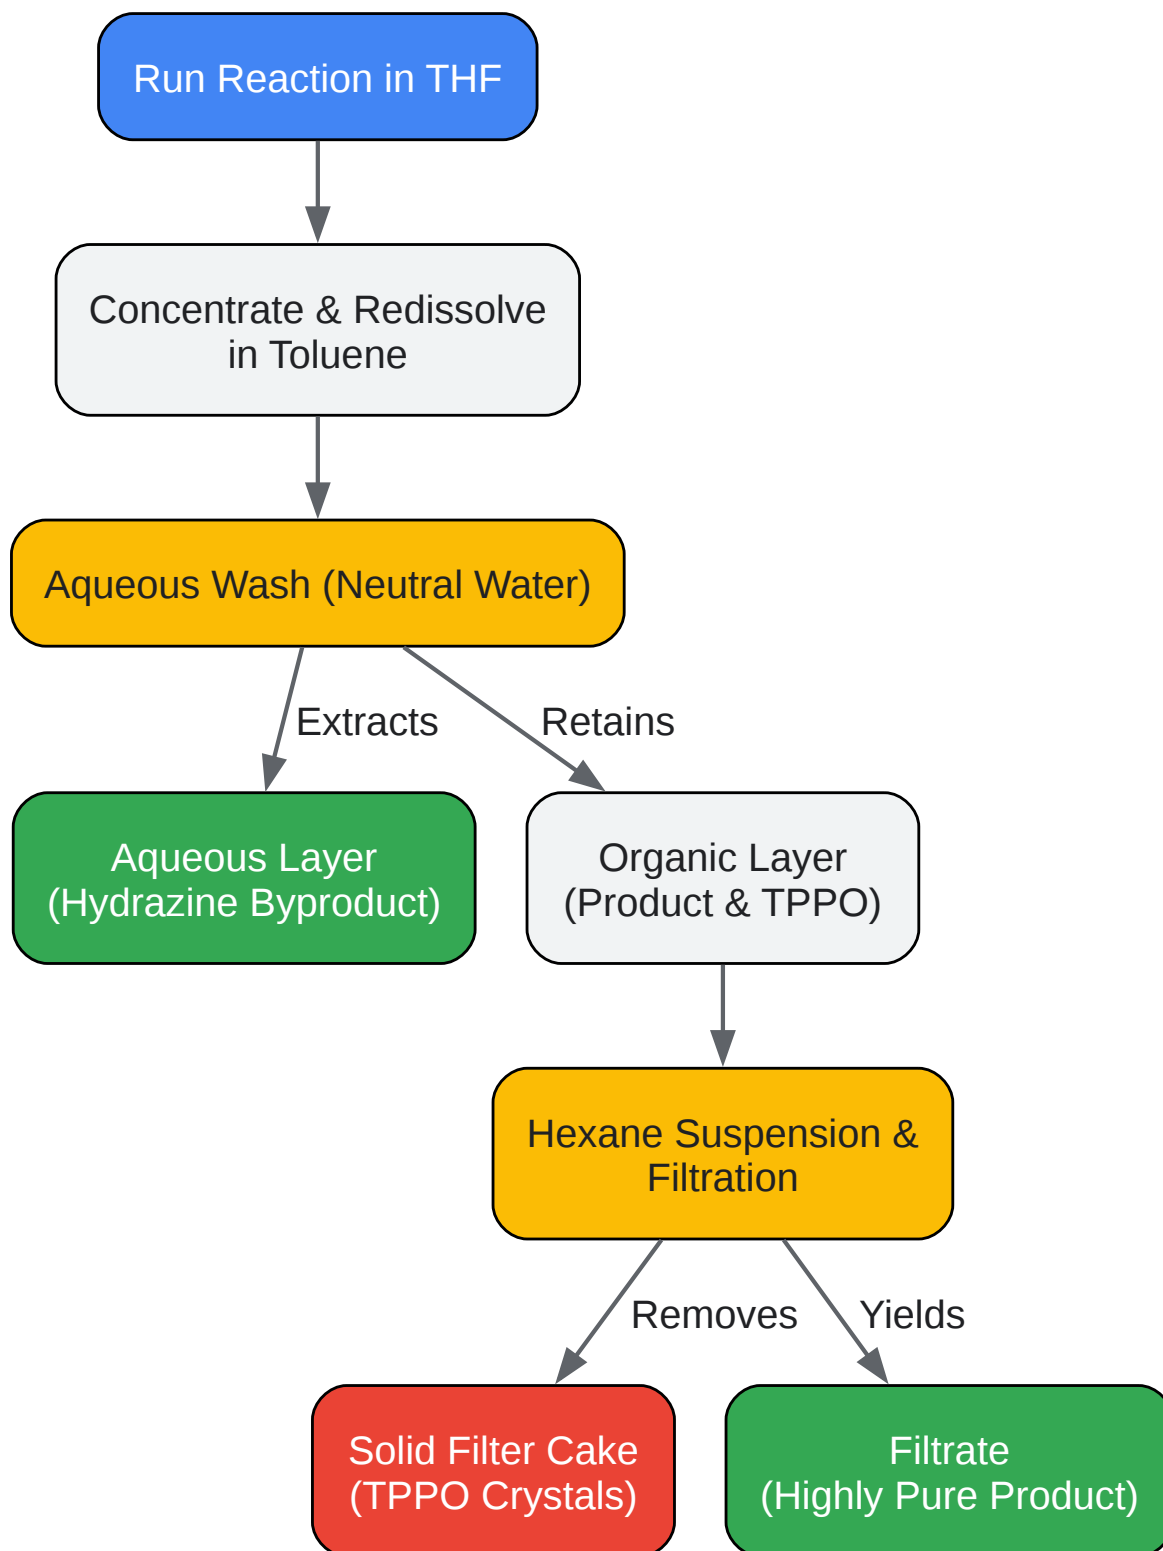 Run Reaction in THF
Concentrate & Redissolve
in Toluene
Aqueous Wash (Neutral Water)
Extracts
Retains
Aqueous Layer
(Hydrazine Byproduct)
Organic Layer
(Product & TPPO)
Hexane Suspension &
Filtration
Removes
Yields
Solid Filter Cake
(TPPO Crystals)
Filtrate
(Highly Pure Product)